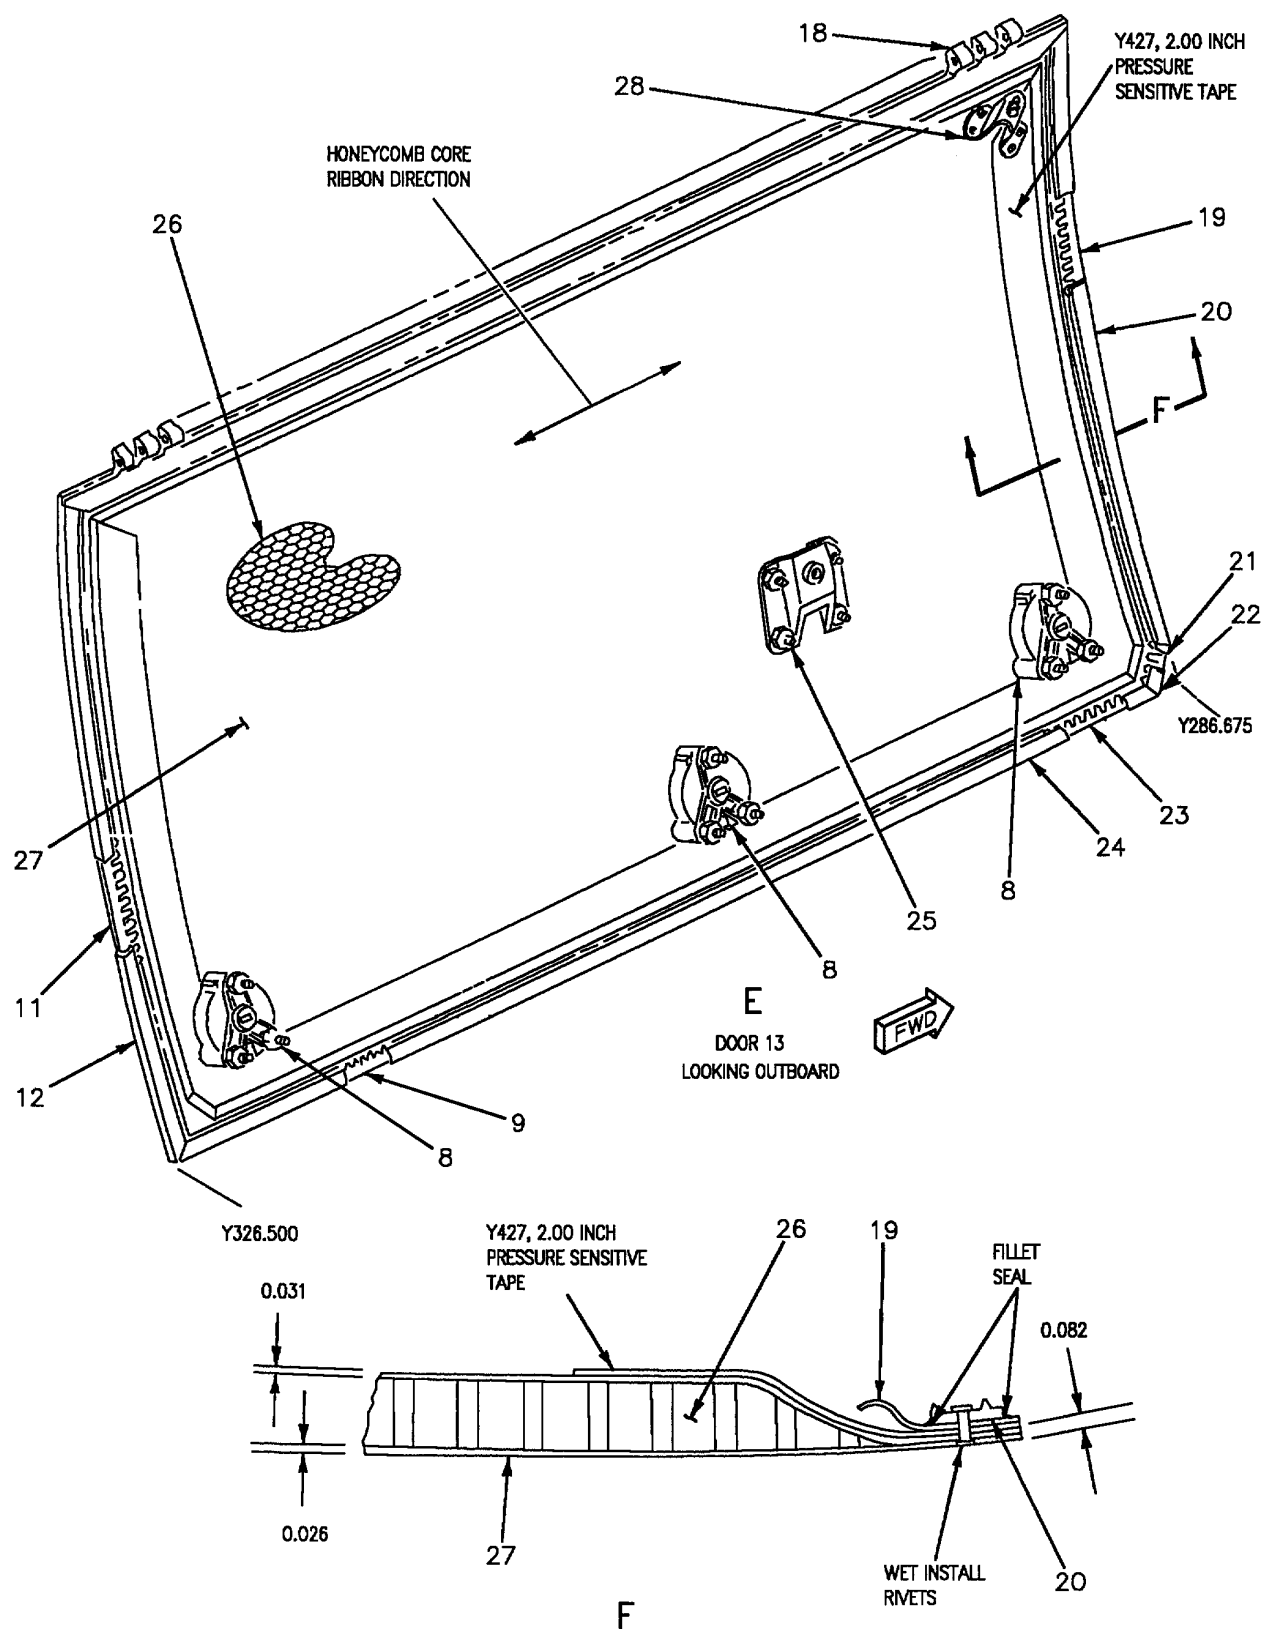 18
Y427, 2.00 INCH
PRESSURE
SENSITIVE TAPE
28
HONEYCOMB CORE
RIBBON DIRECTION
26
19
20
F
21
22
Y286.675
23
24
27
8
25
8
11
E
FWD
DOOR 13
LOOKING OUTBOARD
12
9
8
Y326.500
Y427, 2.00 INCH
PRESSURE SENSITIVE
TAPE
26
19
FILLET
SEAL
0.031
0.082
0.026
27
WET INSTALL
RIVETS
20
F